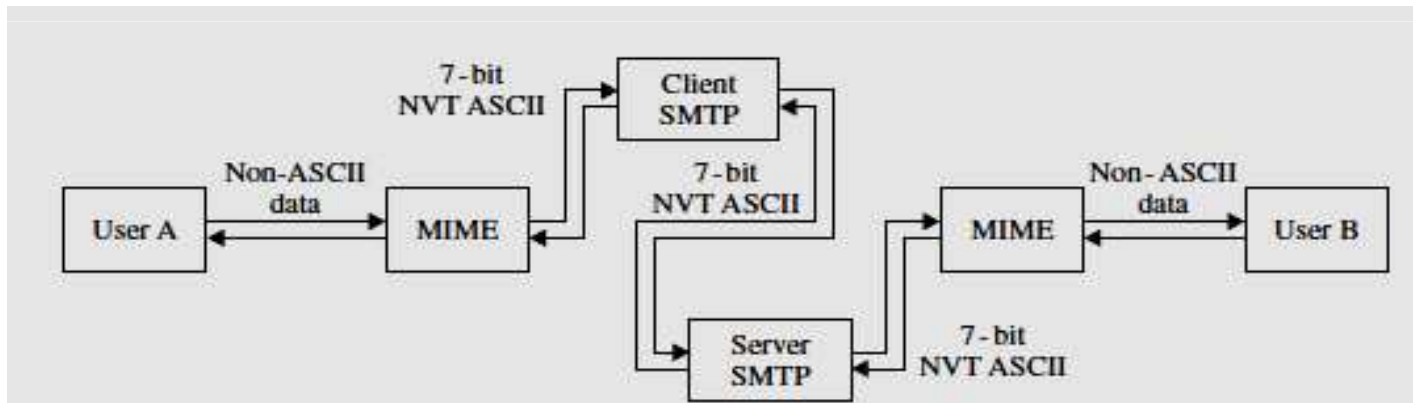 7-bit
NVT ASCII
Client
SMTP
Non-ASCII
data
User A
MIME
7-bit
NVT ASCII
Non-ASCII
data
MIME
User B
Server
SMTP
7-bit
NVT ASCII